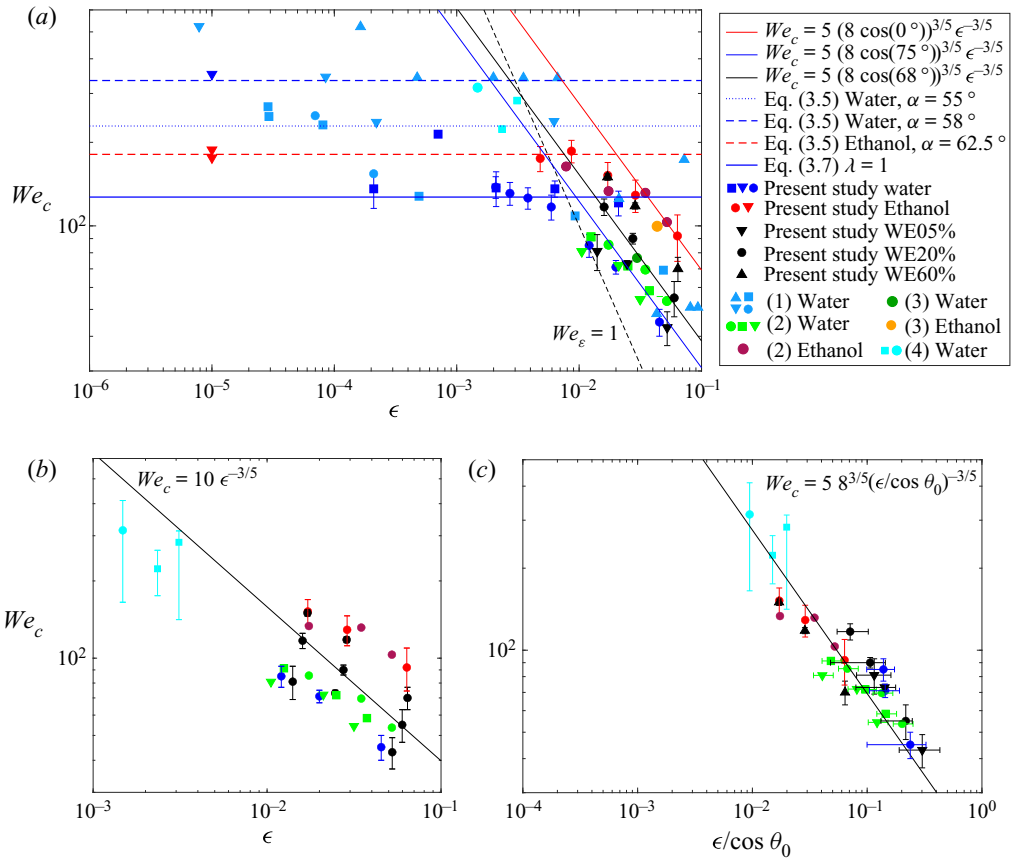 (a)
We_c
10^2
10^−6
10^−5
10^−4
10^−3
10^−2
10^−1
ϵ
We_ε = 1
We_c = 5 (8 cos(0 °))^3/5 ϵ^−3/5
We_c = 5 (8 cos(75 °))^3/5 ϵ^−3/5
We_c = 5 (8 cos(68 °))^3/5 ϵ^−3/5
Eq. (3.5) Water, α = 55 °
Eq. (3.5) Water, α = 58 °
Eq. (3.5) Ethanol, α = 62.5 °
Eq. (3.7) λ = 1
Present study water
Present study Ethanol
Present study WE05%
Present study WE20%
Present study WE60%
(1) Water
(3) Water
(2) Water
(3) Ethanol
(2) Ethanol
(4) Water
(b)
We_c = 10 ϵ^−3/5
We_c
10^2
10^−3
10^−2
10^−1
ϵ
(c)
We_c = 5 8^3/5(ϵ/cos θ_0)^−3/5
10^2
10^−4
10^−3
10^−2
10^−1
10^0
ϵ/cos θ_0